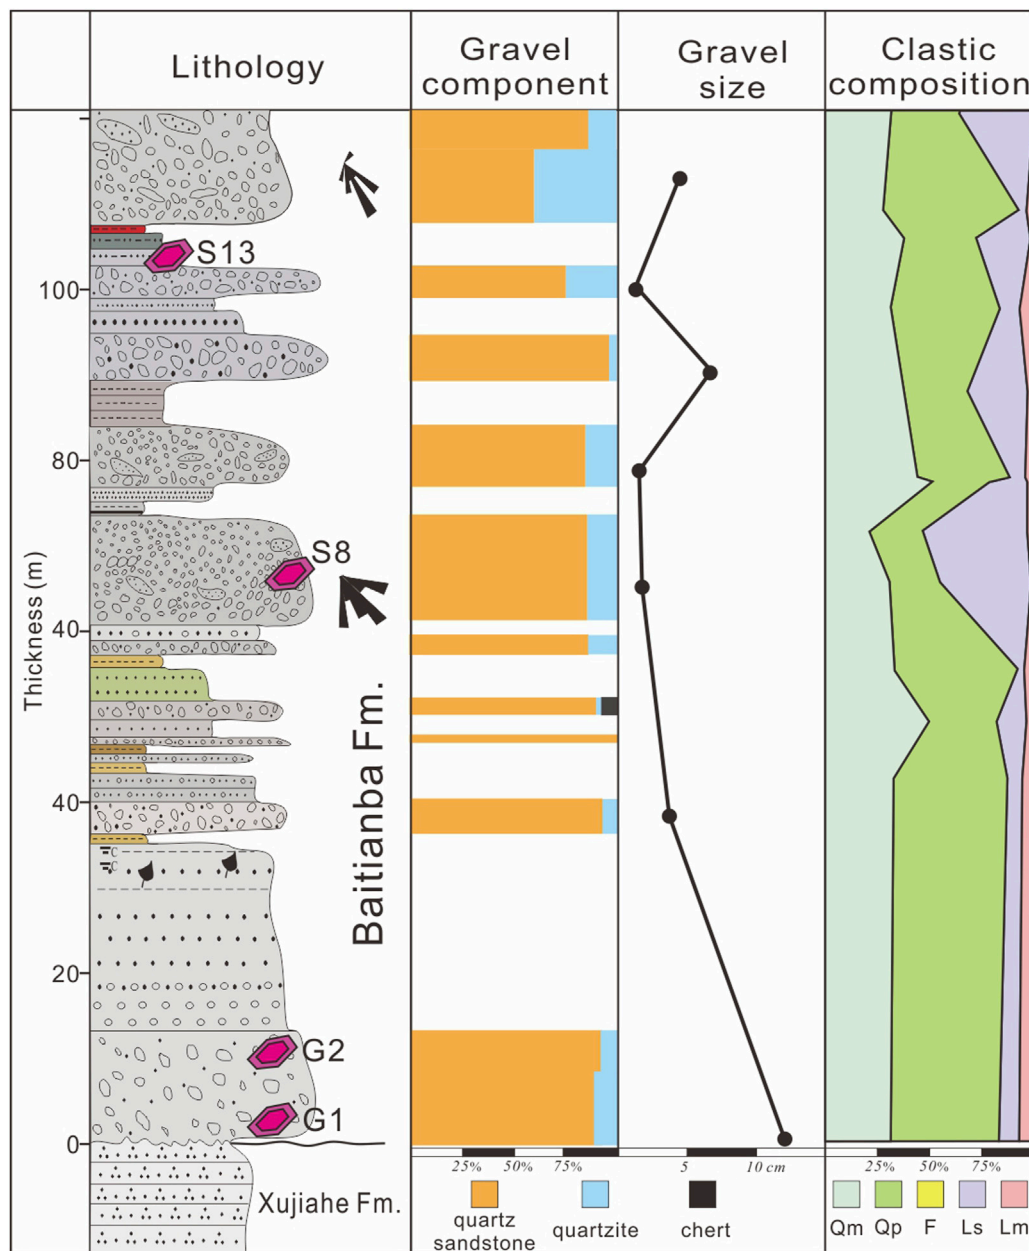 Lithology
Gravel
component
Gravel
size
Clastic
composition
S13
100
80
S8
Thickness (m)
40
Baitianba Fm.
40
20
G2
G1
0
Xujiahe Fm.
25% 50% 75%
5 10 cm
25% 50% 75%
quartz
sandstone
quartzite
chert
Qm Qp F Ls Lm